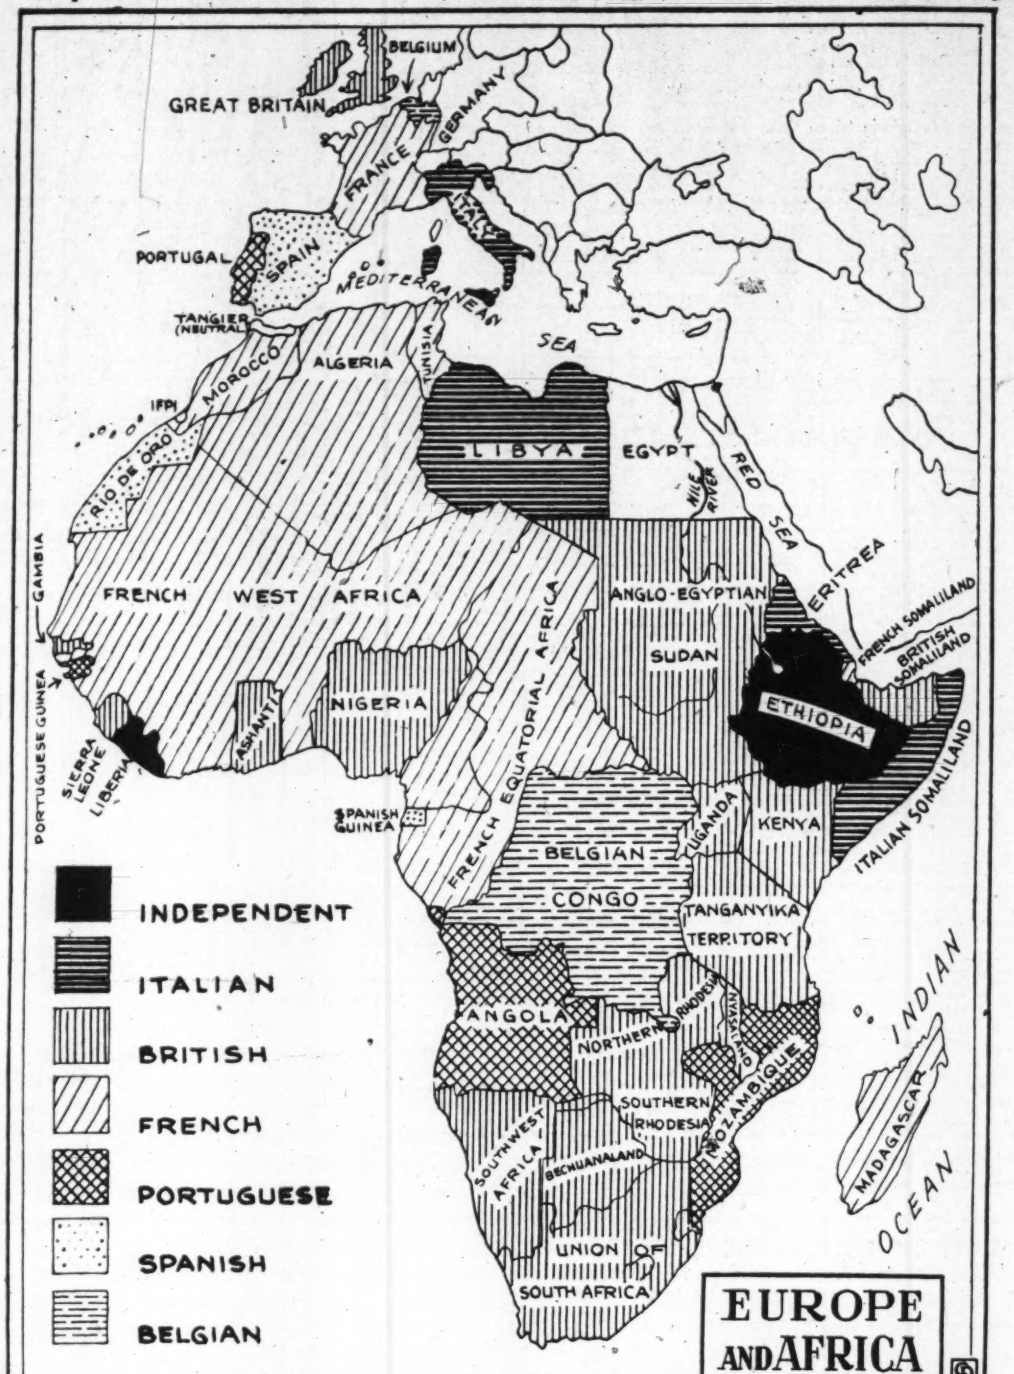 BELGIUM
GREAT BRITAIN
GERMANY
FRANCE
ITALY
PORTUGAL
SPAIN
MEDITERRANEAN
SEA
TANGIER
(NEUTRAL)
MOROCCO
ALGERIA
TUNISIA
IFNI
RIO DE ORO
LIBYA
EGYPT
NILE
RIVER
RED
SEA
ERITREA
GAMBIA
FRENCH WEST AFRICA
ANGLO-EGYPTIAN
SUDAN
FRENCH SOMALILAND
BRITISH
SOMALILAND
PORTUGUESE GUINEA
NIGERIA
ASHANTI
ETHIOPIA
SIERRA
LEONE
LIBERIA
FRENCH EQUATORIAL AFRICA
SPANISH
GUINEA
UGANDA
KENYA
ITALIAN SOMALILAND
BELGIAN
CONGO
TANGANYIKA
TERRITORY
ANGOLA
NORTHERN RHODESIA
NYASALAND
MOZAMBIQUE
SOUTHERN
RHODESIA
SOUTHWEST
AFRICA
BECHUANALAND
UNION OF
SOUTH AFRICA
MADAGASCAR
INDIAN
OCEAN
INDEPENDENT
ITALIAN
BRITISH
FRENCH
PORTUGUESE
SPANISH
BELGIAN
EUROPE
AND AFRICA